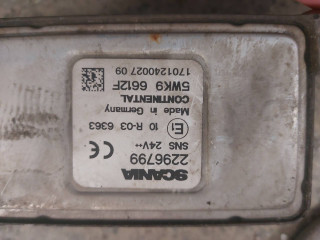 SCANIA
2296799
SNS 24V⎓ CE
E1 10 R-03 6363
Made in Germany
CONTINENTAL
5WK9 6612F
1701240027 09